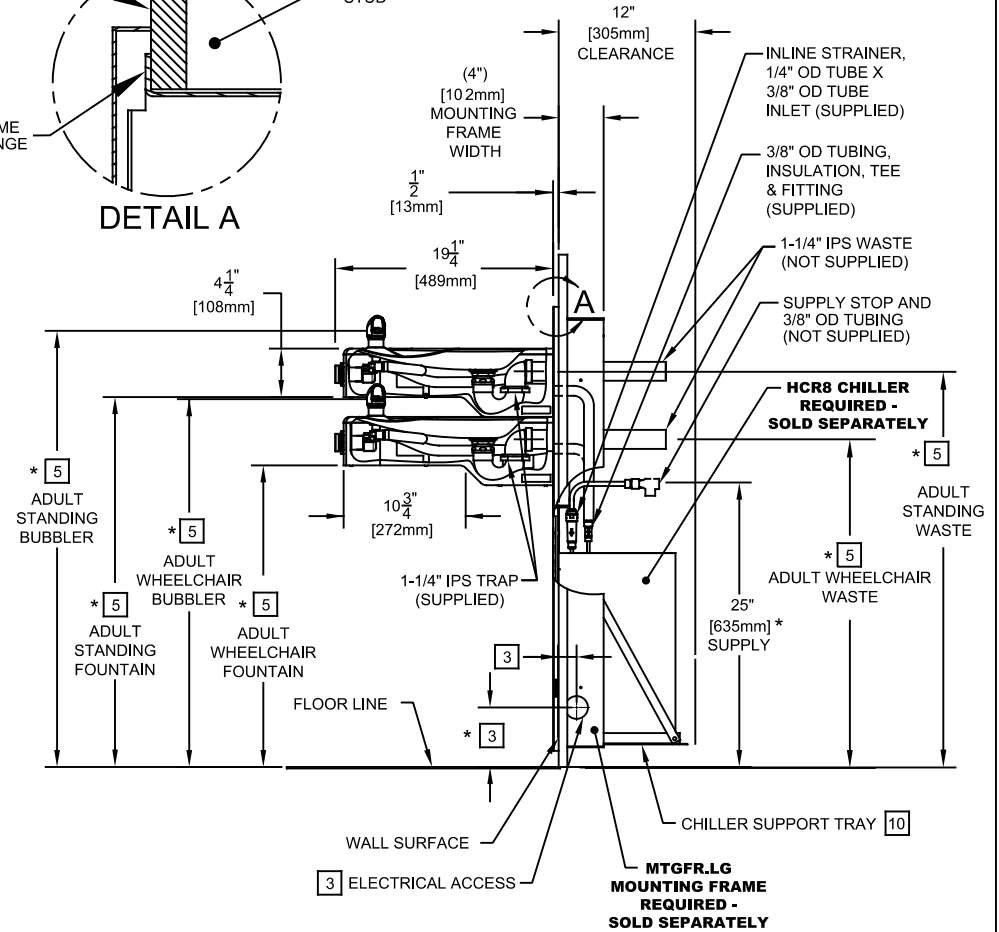 STUD
12"
[305mm]
CLEARANCE
INLINE STRAINER,
1/4" OD TUBE X
3/8" OD TUBE
INLET (SUPPLIED)
(4")
[102mm]
MOUNTING
FRAME
WIDTH
3/8" OD TUBING,
INSULATION, TEE
& FITTING
(SUPPLIED)
DETAIL A
1/2"
[13mm]
1-1/4" IPS WASTE
(NOT SUPPLIED)
19 1/4"
[489mm]
4 1/4"
[108mm]
A
SUPPLY STOP AND
3/8" OD TUBING
(NOT SUPPLIED)
HCR8 CHILLER
REQUIRED -
SOLD SEPARATELY
* 5
ADULT
STANDING
BUBBLER
* 5
ADULT
STANDING
WASTE
10 3/4"
[272mm]
* 5
ADULT
WHEELCHAIR
BUBBLER
* 5
ADULT WHEELCHAIR
WASTE
1-1/4" IPS TRAP
(SUPPLIED)
* 5
ADULT
STANDING
FOUNTAIN
* 5
ADULT
WHEELCHAIR
FOUNTAIN
25"
[635mm] *
SUPPLY
3
FLOOR LINE
* 3
CHILLER SUPPORT TRAY 10
WALL SURFACE
3 ELECTRICAL ACCESS
MTGFR.LG
MOUNTING FRAME
REQUIRED -
SOLD SEPARATELY